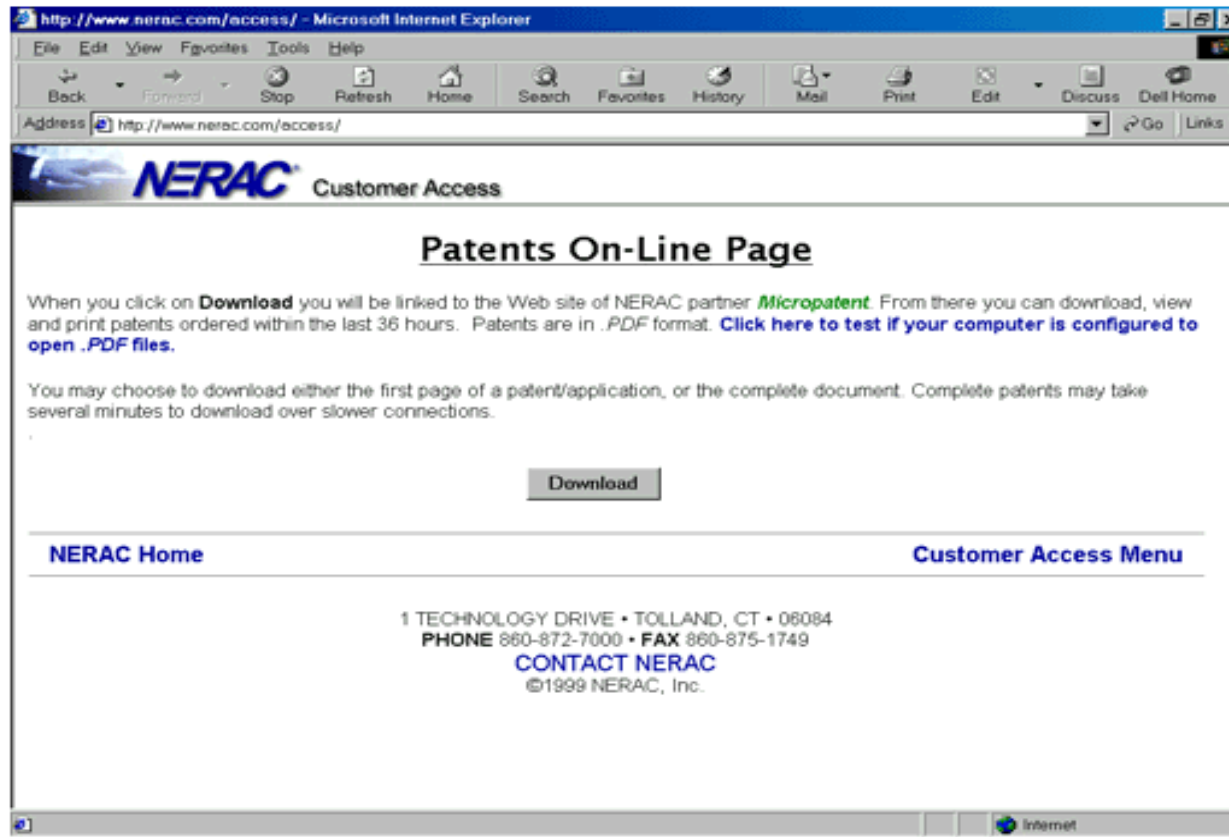 http://www.nerac.com/access/ - Microsoft Internet Explorer
File Edit View Favorites Tools Help
Back Forward Stop Refresh Home Search Favorites History Mail Print Edit Discuss Dell Home
Address http://www.nerac.com/access/ Go Links
NERAC Customer Access
Patents On-Line Page
When you click on Download you will be linked to the Web site of NERAC partner Micropatent. From there you can download, view
and print patents ordered within the last 36 hours. Patents are in .PDF format. Click here to test if your computer is configured to
open .PDF files.
You may choose to download either the first page of a patent/application, or the complete document. Complete patents may take
several minutes to download over slower connections.
.
Download
NERAC Home Customer Access Menu
1 TECHNOLOGY DRIVE • TOLLAND, CT • 06084
PHONE 860-872-7000 • FAX 860-875-1749
CONTACT NERAC
©1999 NERAC, Inc.
Internet